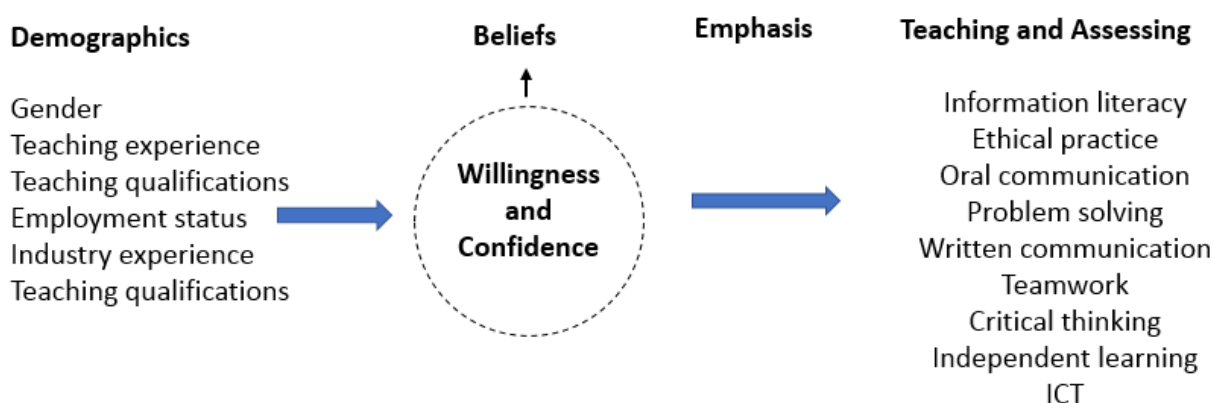 Demographics
Gender
Teaching experience
Teaching qualifications
Employment status
Industry experience
Teaching qualifications
Beliefs
Willingness
and
Confidence
Emphasis
Teaching and Assessing
Information literacy
Ethical practice
Oral communication
Problem solving
Written communication
Teamwork
Critical thinking
Independent learning
ICT